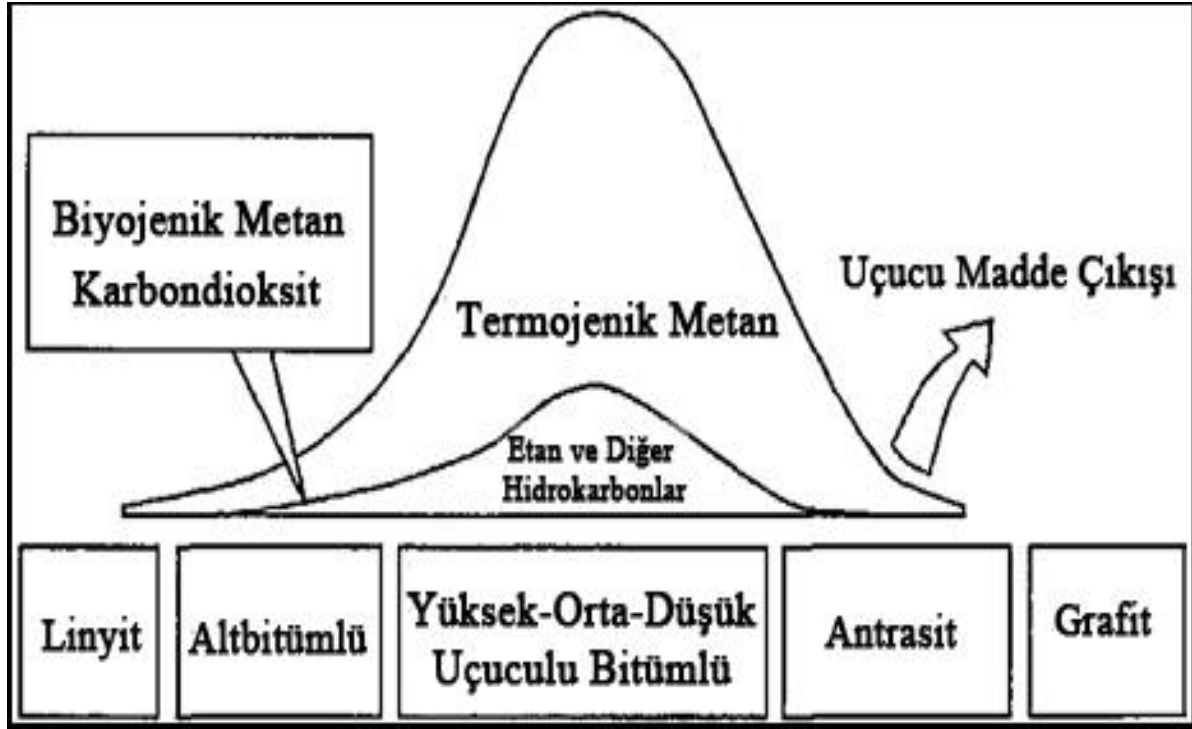 Biyojenik Metan
Karbondioksit
Uçucu Madde Çıkışı
Termojenik Metan
Etan ve Diğer
Hidrokarbonlar
Linyit
Altbitümlü
Yüksek-Orta-Düşük
Uçuculu Bitümlü
Antrasit
Grafit